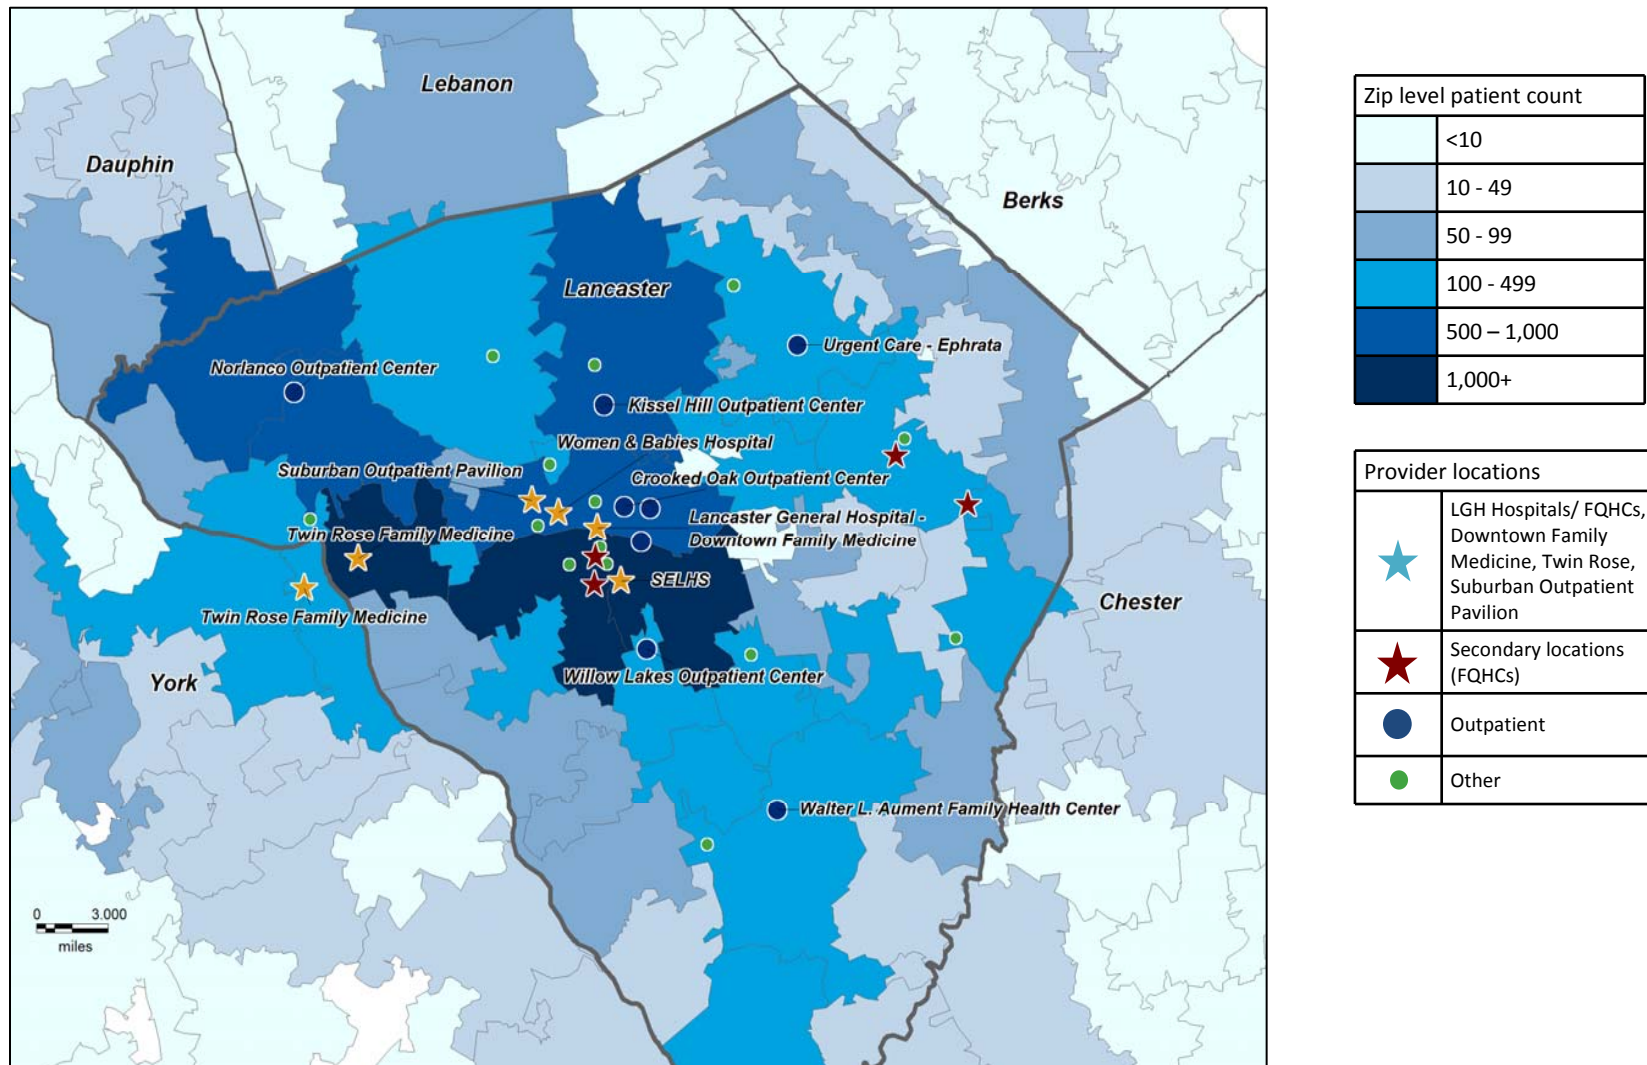 Lebanon
Dauphin
Berks
Lancaster
Urgent Care - Ephrata
Norlanco Outpatient Center
Kissel Hill Outpatient Center
Women & Babies Hospital
Suburban Outpatient Pavilion
Crooked Oak Outpatient Center
Lancaster General Hospital -
Downtown Family Medicine
Twin Rose Family Medicine
SELHS
Chester
Twin Rose Family Medicine
Willow Lakes Outpatient Center
York
Walter L. Aument Family Health Center
0 3.000
miles
Zip level patient count
<10
10 - 49
50 - 99
100 - 499
500 – 1,000
1,000+
Provider locations
LGH Hospitals/ FQHCs,
Downtown Family
Medicine, Twin Rose,
Suburban Outpatient
Pavilion
Secondary locations
(FQHCs)
Outpatient
Other